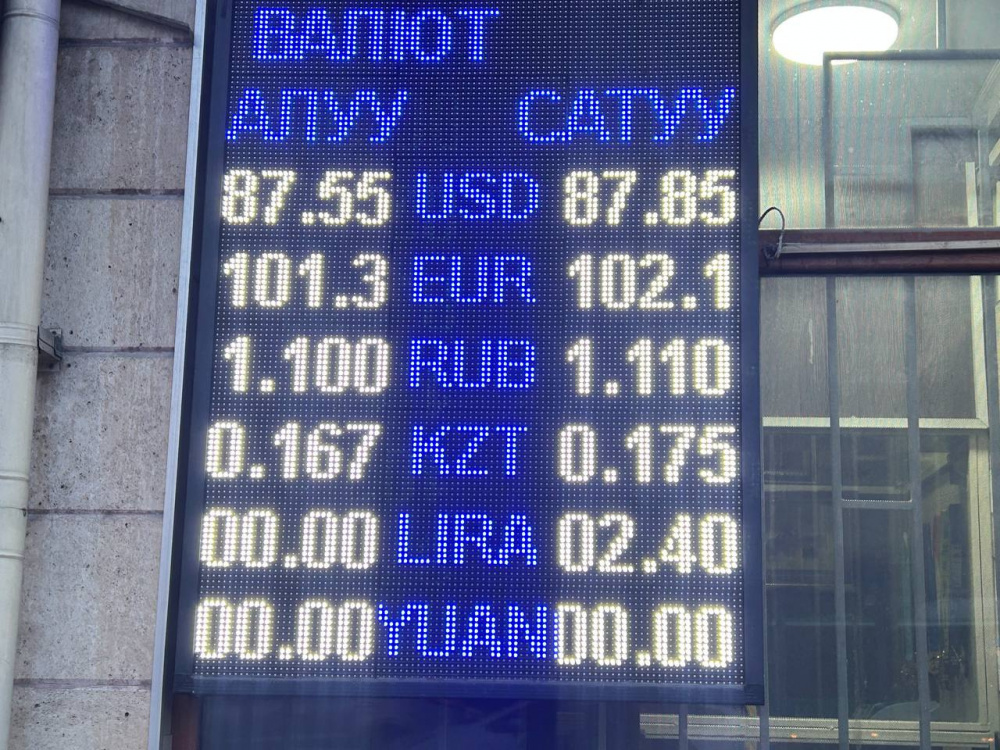 ВАЛЮТ
АЛУУ САТУУ
87.55 USD 87.85
101.3 EUR 102.1
1.100 RUB 1.110
0.167 KZT 0.175
00.00 LIRA 02.40
00.00 YUAN 00.00